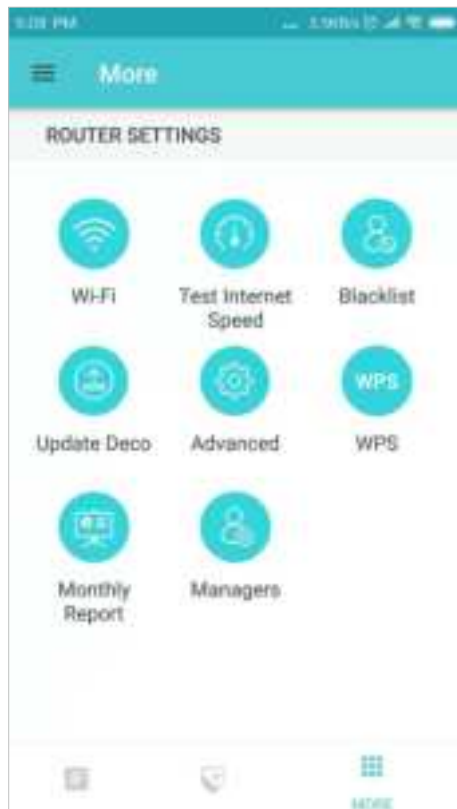 More
ROUTER SETTINGS
Wi-Fi
Test Internet
Speed
Blacklist
WPS
Update Deco
Advanced
WPS
Monthly
Report
Managers
MORE